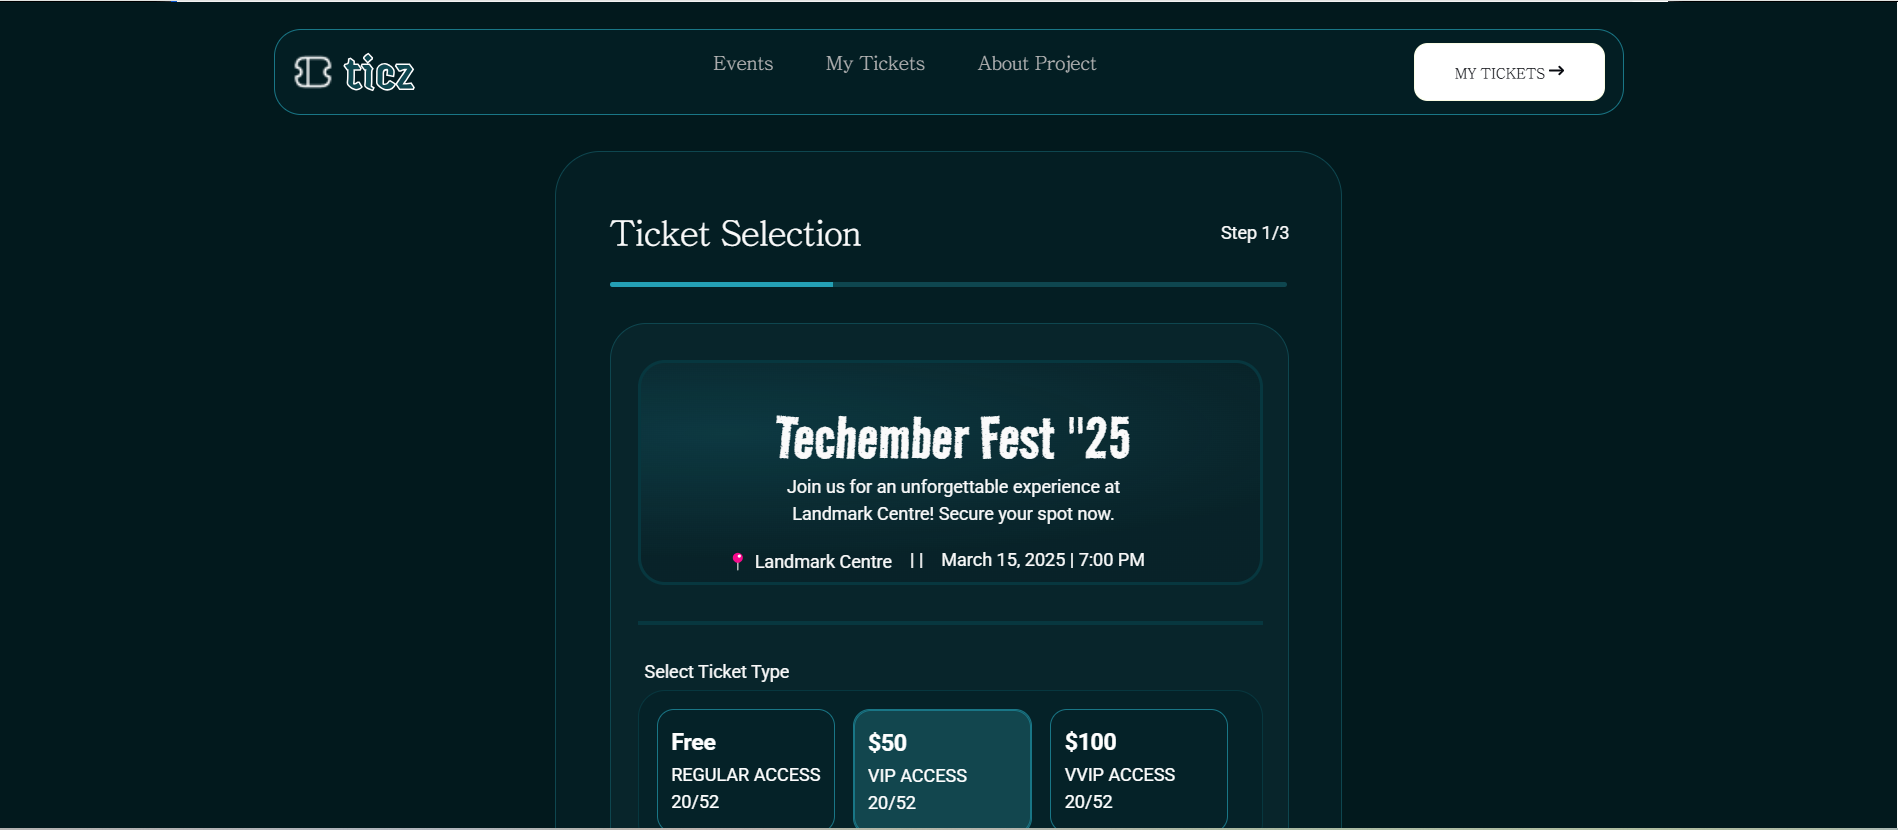 ticz
Events
My Tickets
About Project
MY TICKETS →
Ticket Selection
Step 1/3
Techember Fest "25
Join us for an unforgettable experience at
Landmark Centre! Secure your spot now.
📍 Landmark Centre || March 15, 2025 | 7:00 PM
Select Ticket Type
Free
REGULAR ACCESS
20/52
$50
VIP ACCESS
20/52
$100
VVIP ACCESS
20/52